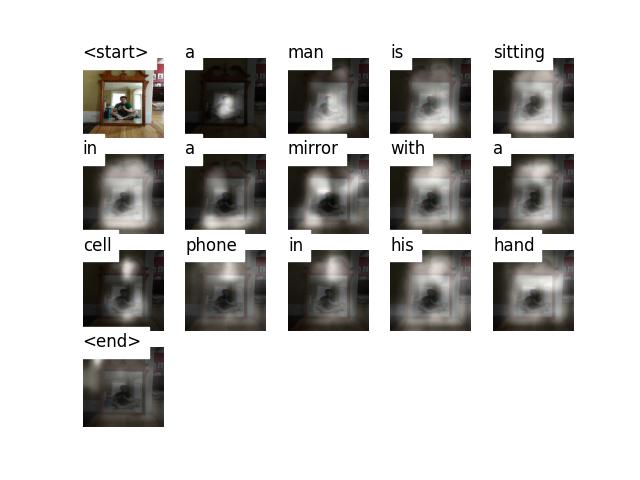 <start> a man is sitting
in a mirror with a
cell phone in his hand
<end>